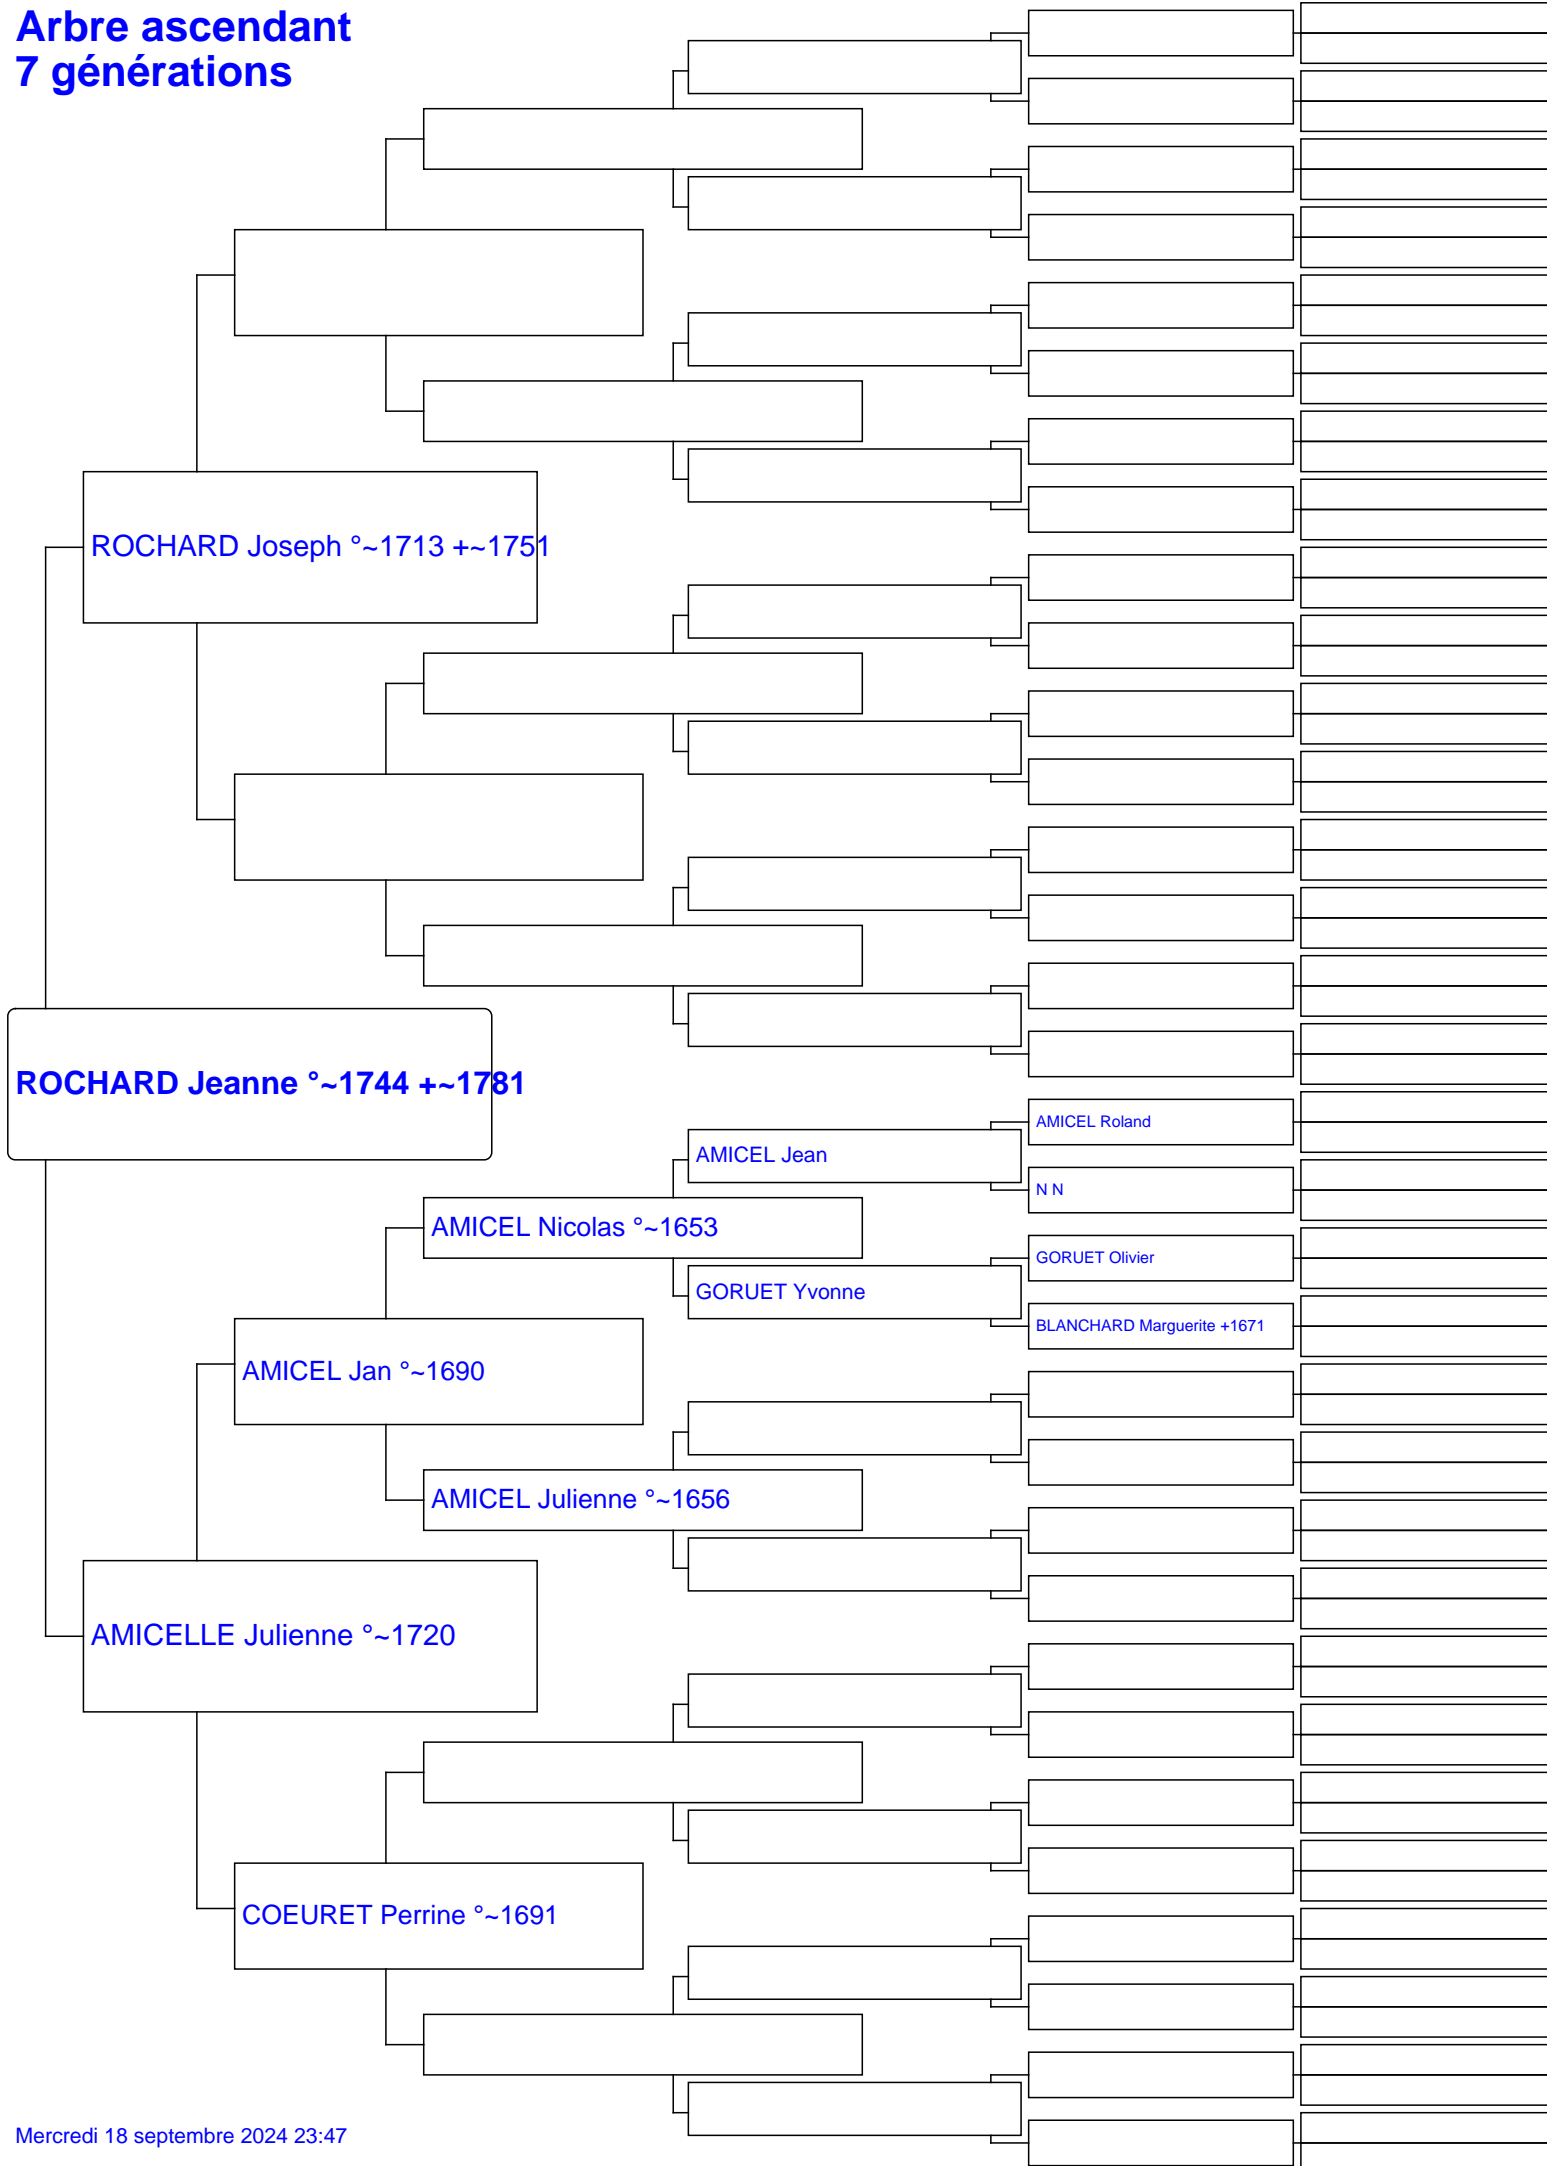 Arbre ascendant
7 générations
ROCHARD Joseph °~1713 +~1751
ROCHARD Jeanne °~1744 +~1781
AMICEL Roland
AMICEL Jean
N N
AMICEL Nicolas °~1653
GORUET Olivier
GORUET Yvonne
BLANCHARD Marguerite +1671
AMICEL Jan °~1690
AMICEL Julienne °~1656
AMICELLE Julienne °~1720
COEURET Perrine °~1691
Mercredi 18 septembre 2024 23:47